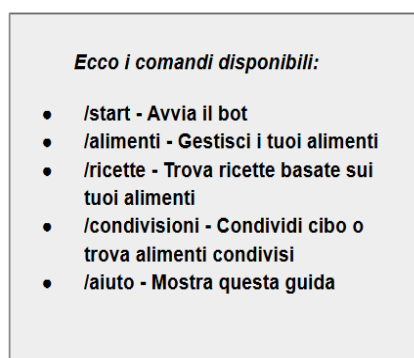 Ecco i comandi disponibili:
● /start - Avvia il bot
● /alimenti - Gestisci i tuoi alimenti
● /ricette - Trova ricette basate sui
tuoi alimenti
● /condivisioni - Condividi cibo o
trova alimenti condivisi
● /aiuto - Mostra questa guida